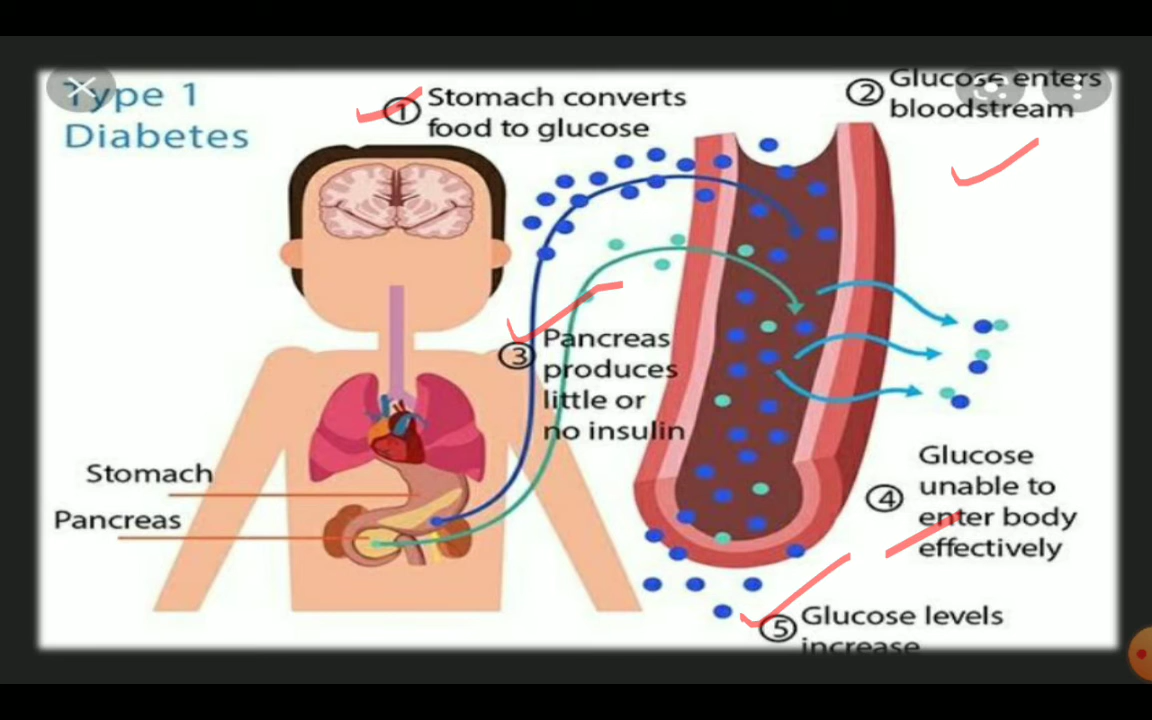 Type 1
Diabetes
① Stomach converts
food to glucose
② Glucose enters
bloodstream
③ Pancreas
produces
little or
no insulin
Stomach
Pancreas
④ Glucose
unable to
enter body
effectively
⑤ Glucose levels
increase